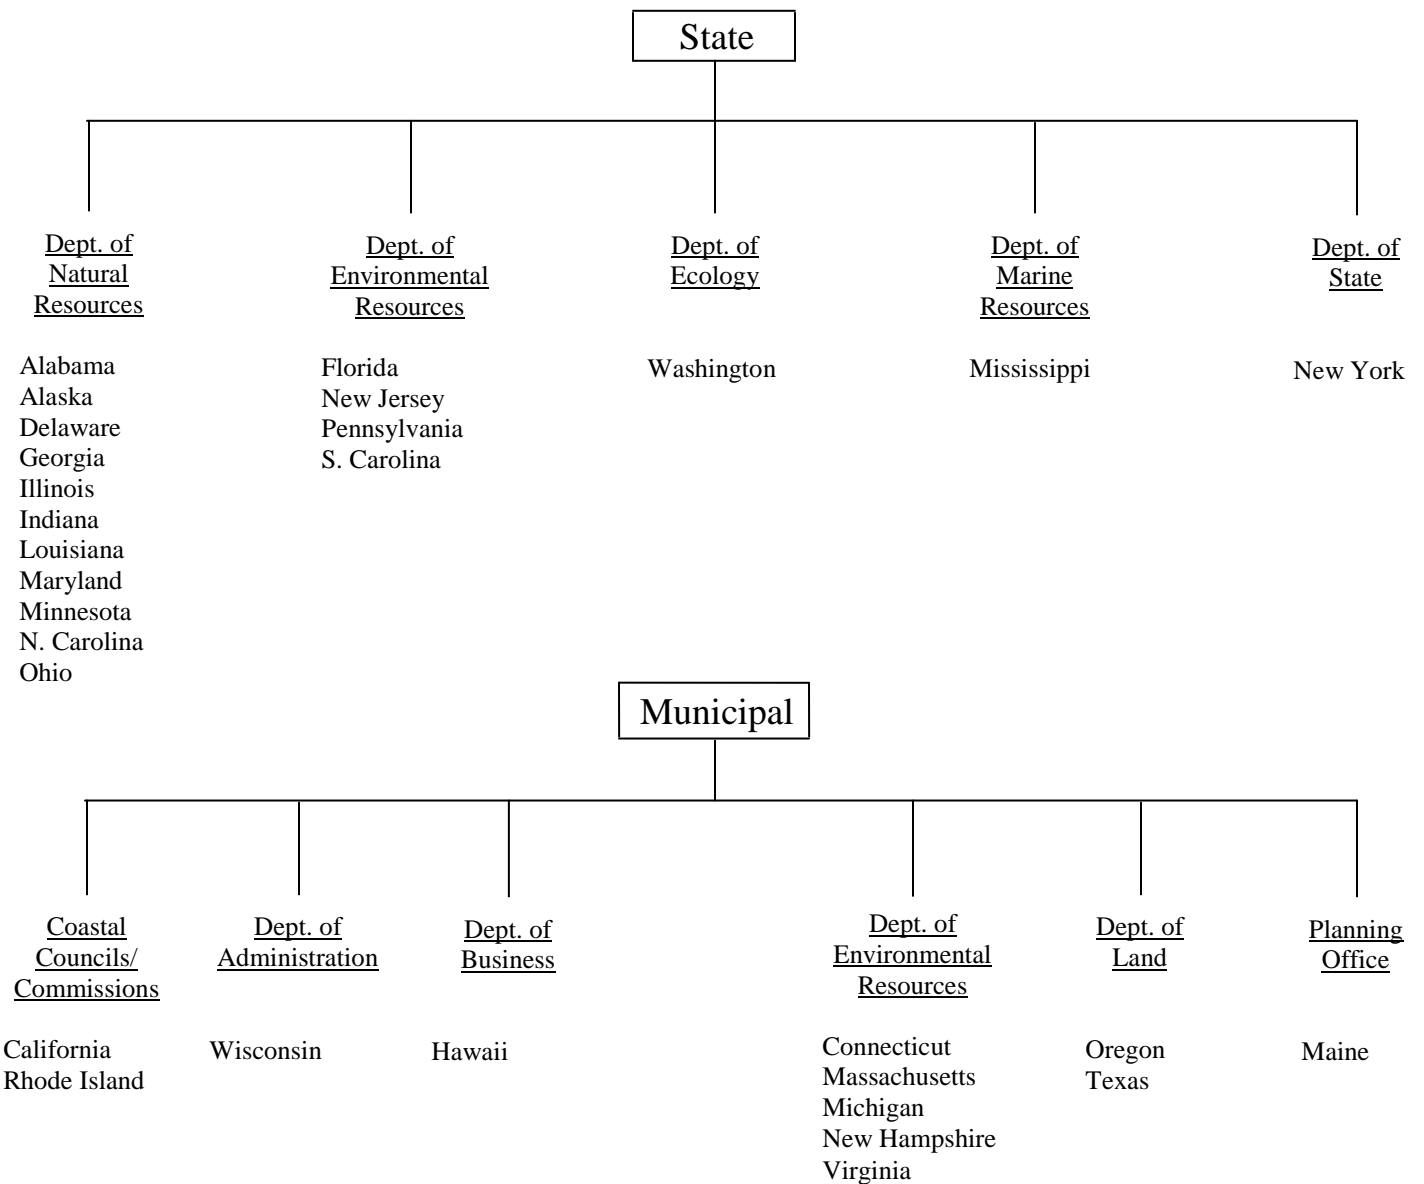 State
Dept. of
Natural
Resources
Alabama
Alaska
Delaware
Georgia
Illinois
Indiana
Louisiana
Maryland
Minnesota
N. Carolina
Ohio
Dept. of
Environmental
Resources
Florida
New Jersey
Pennsylvania
S. Carolina
Dept. of
Ecology
Washington
Dept. of
Marine
Resources
Mississippi
Dept. of
State
New York
Municipal
Coastal
Councils/
Commissions
California
Rhode Island
Dept. of
Administration
Wisconsin
Dept. of
Business
Hawaii
Dept. of
Environmental
Resources
Connecticut
Massachusetts
Michigan
New Hampshire
Virginia
Dept. of
Land
Oregon
Texas
Planning
Office
Maine